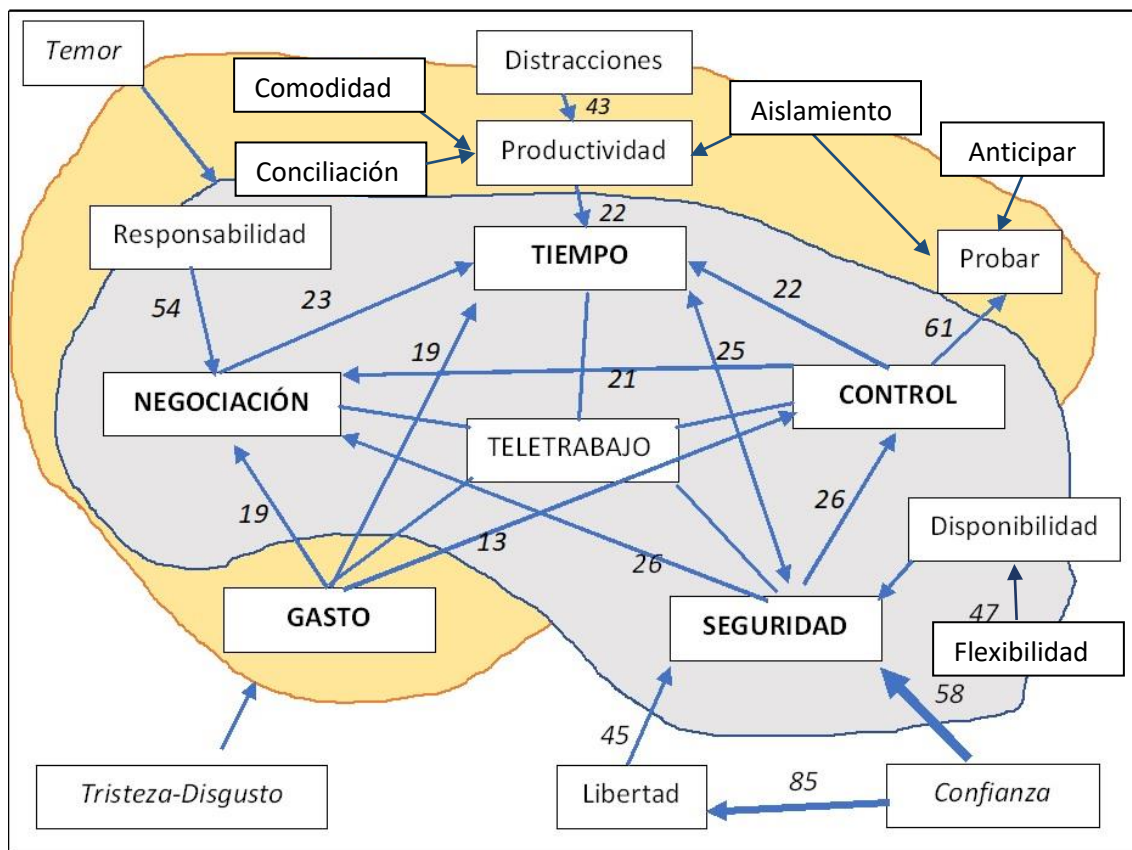 Temor
Distracciones
Comodidad
43
Aislamiento
Productividad
Anticipar
Conciliación
22
Responsabilidad
TIEMPO
Probar
54
23
22
61
19
25
21
NEGOCIACIÓN
CONTROL
TELETRABAJO
19
26
Disponibilidad
13
26
GASTO
SEGURIDAD
47
Flexibilidad
58
45
Tristeza-Disgusto
Libertad
85
Confianza